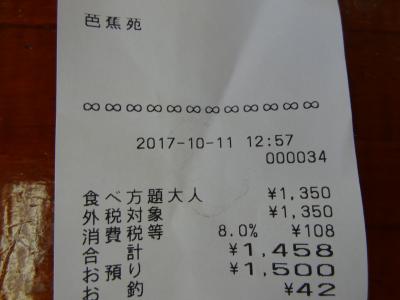 芭蕉苑
∞∞∞∞∞∞∞∞∞∞∞∞
2017-10-11 12:57
000034
食べ方題大人 ¥1,350
外税対象 ¥1,350
消費税等 8.0% ¥108
合計 ¥1,458
お預り ¥1,500
お釣 ¥42